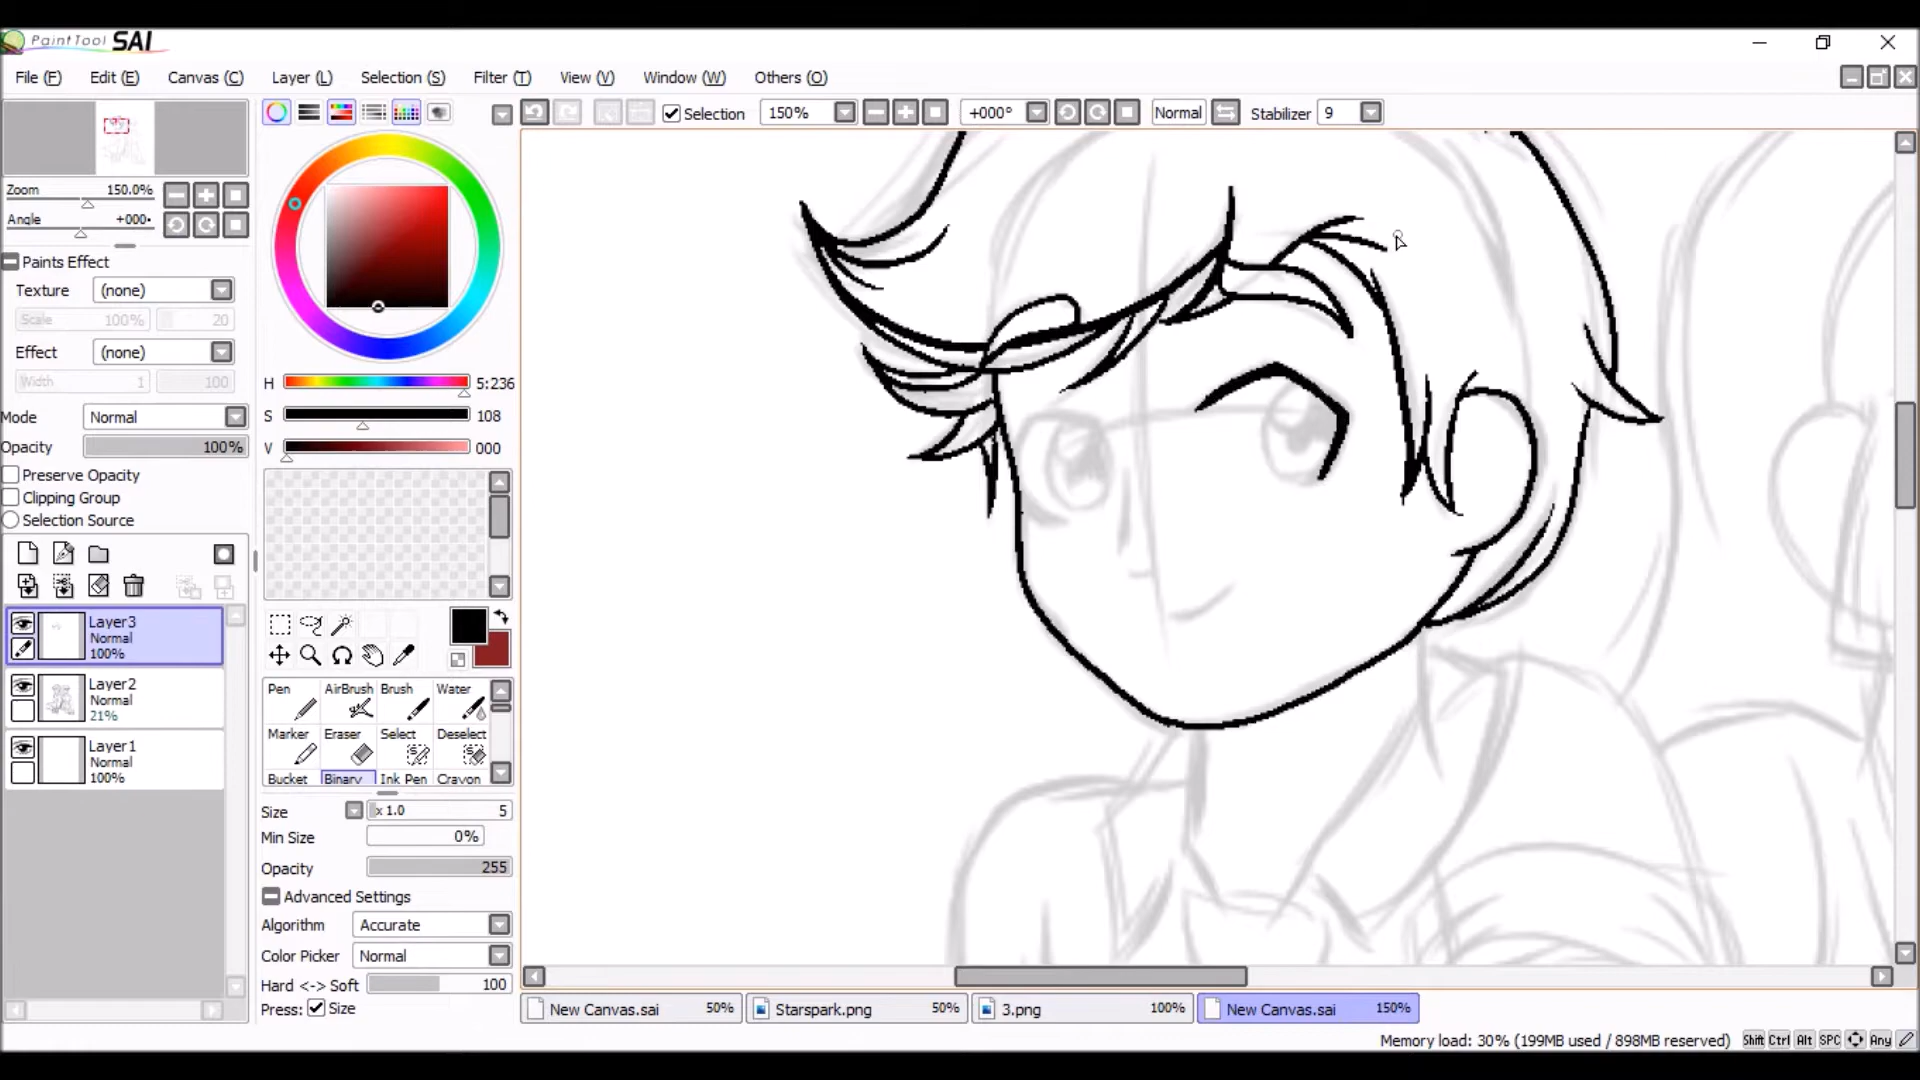 PaintTool SAI
File (F) Edit (E) Canvas (C) Layer (L) Selection (S) Filter (T) View (V) Window (W) Others (O)
Selection 150% +000° Normal Stabilizer 9
Zoom 150.0%
Angle +000
Paints Effect
Texture (none)
Scale 100% 20
Effect (none)
Width 1 100
Mode Normal
Opacity 100%
Preserve Opacity
Clipping Group
Selection Source
Layer3
Normal
100%
Layer2
Normal
21%
Layer1
Normal
100%
H 5:236
S 108
V 000
Pen AirBrush Brush Water
Marker Eraser Select Deselect
Bucket Binary Ink Pen Crayon
Size x 1.0 5
Min Size 0%
Opacity 255
Advanced Settings
Algorithm Accurate
Color Picker Normal
Hard <-> Soft 100
Press: Size
New Canvas.sai 50% Starspark.png 50% 3.png 100% New Canvas.sai 150%
Memory load: 30% (199MB used / 898MB reserved) Shift Ctrl Alt SPC Any